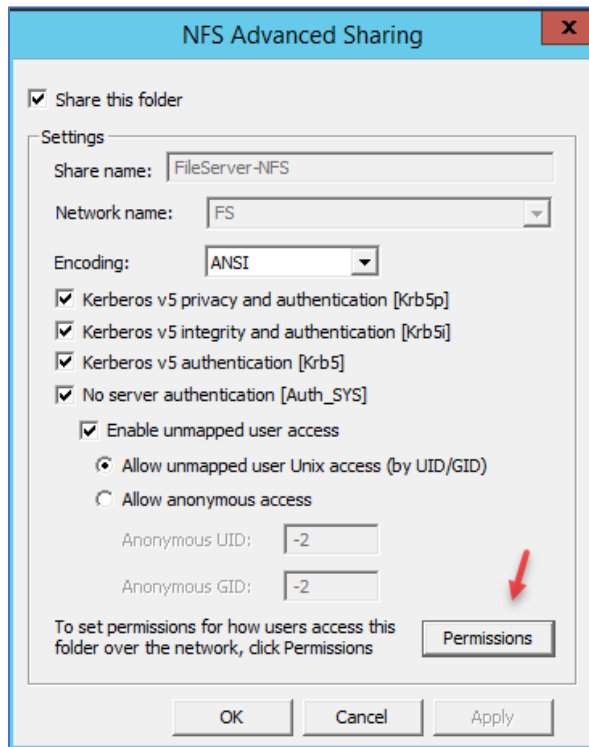 NFS Advanced Sharing
x
Share this folder
Settings
Share name: FileServer-NFS
Network name: FS
Encoding: ANSI
Kerberos v5 privacy and authentication [Krb5p]
Kerberos v5 integrity and authentication [Krb5i]
Kerberos v5 authentication [Krb5]
No server authentication [Auth_SYS]
Enable unmapped user access
Allow unmapped user Unix access (by UID/GID)
Allow anonymous access
Anonymous UID: -2
Anonymous GID: -2
To set permissions for how users access this
folder over the network, click Permissions
Permissions
OK Cancel Apply